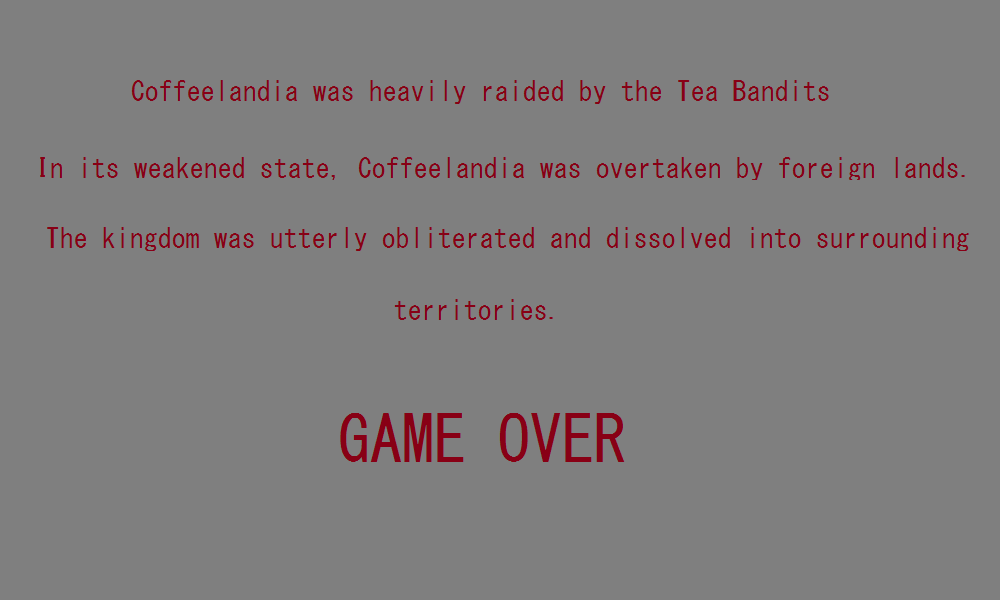 Coffeelandia was heavily raided by the Tea Bandits
In its weakened state, Coffeelandia was overtaken by foreign lands.
The kingdom was utterly obliterated and dissolved into surrounding
territories.
GAME OVER